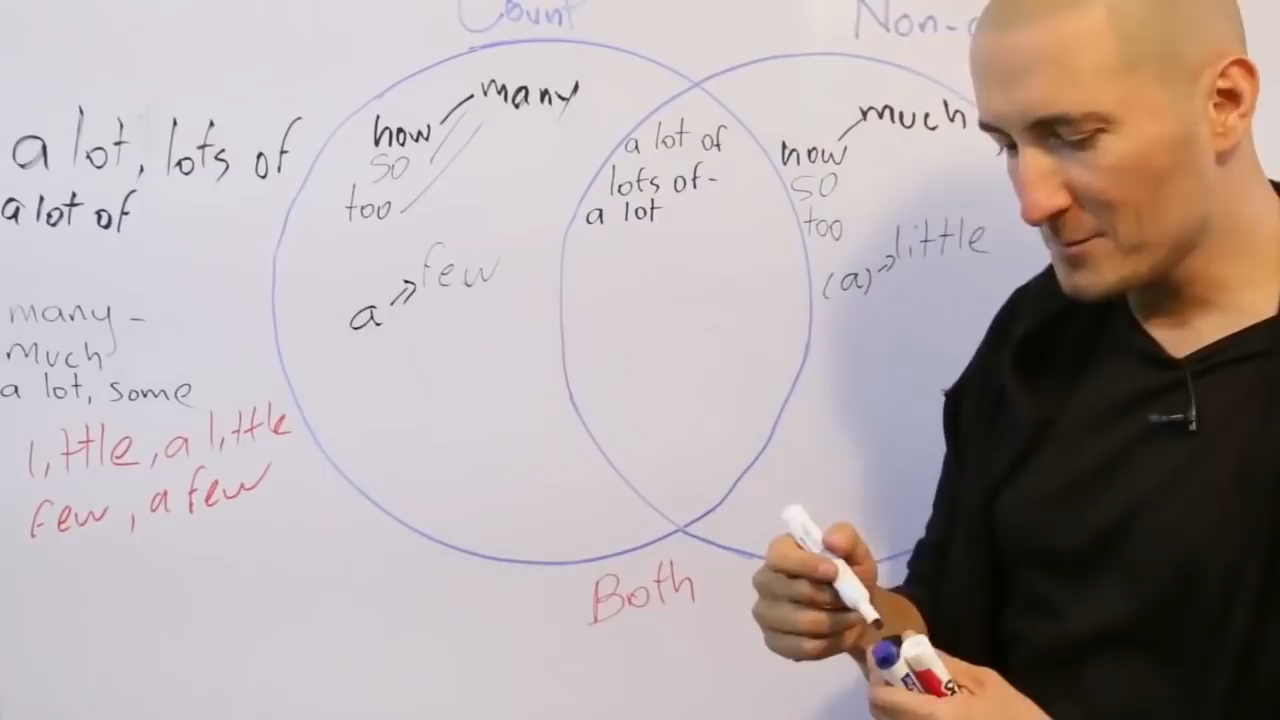 Count
Non-
a lot, lots of
a lot of
many -
much
a lot, some
little, a little
few, a few
many
how
so
too
few
a
a lot of
lots of -
a lot
much
how
so
too
little
(a)
Both